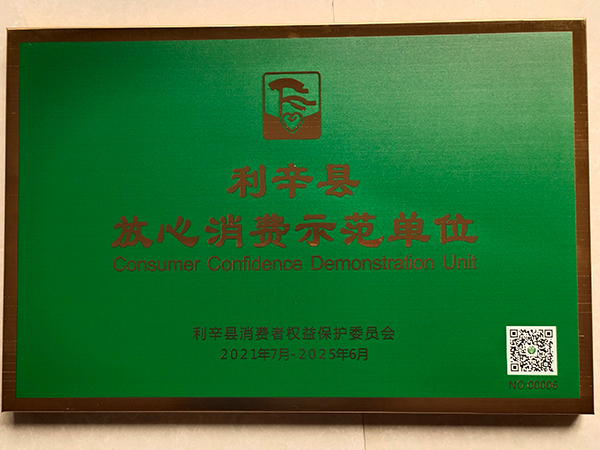 利辛县
放心消费示范单位
Consumer Confidence Demonstration Unit
利辛县消费者权益保护委员会
2021年7月-2025年6月
NO:00005